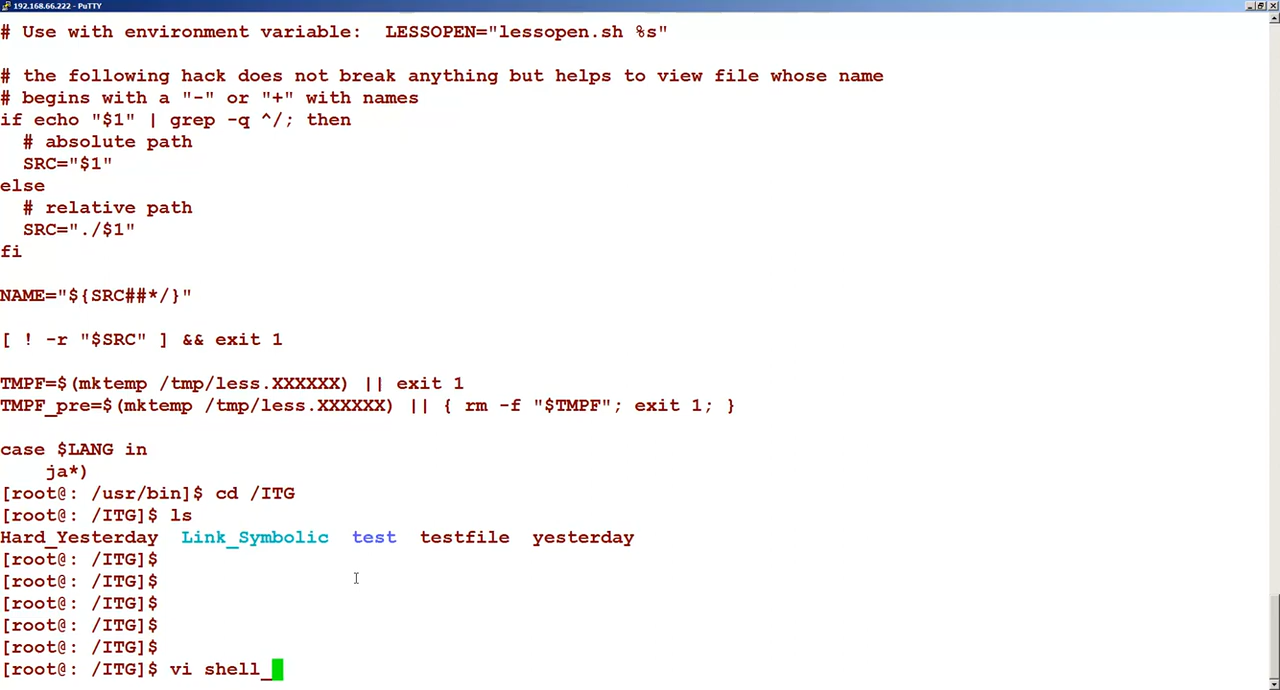 192.168.66.222 - PuTTY
# Use with environment variable:  LESSOPEN="lessopen.sh %s"
# the following hack does not break anything but helps to view file whose name
# begins with a "-" or "+" with names
if echo "$1" | grep -q ^/; then
  # absolute path
  SRC="$1"
else
  # relative path
  SRC="./$1"
fi
NAME="${SRC##*/}"
[ ! -r "$SRC" ] && exit 1
TMPF=$(mktemp /tmp/less.XXXXXX) || exit 1
TMPF_pre=$(mktemp /tmp/less.XXXXXX) || { rm -f "$TMPF"; exit 1; }
case $LANG in
    ja*)
[root@: /usr/bin]$ cd /ITG
[root@: /ITG]$ ls
Hard_Yesterday  Link_Symbolic  test  testfile  yesterday
[root@: /ITG]$
[root@: /ITG]$
[root@: /ITG]$
[root@: /ITG]$
[root@: /ITG]$
[root@: /ITG]$ vi shell_